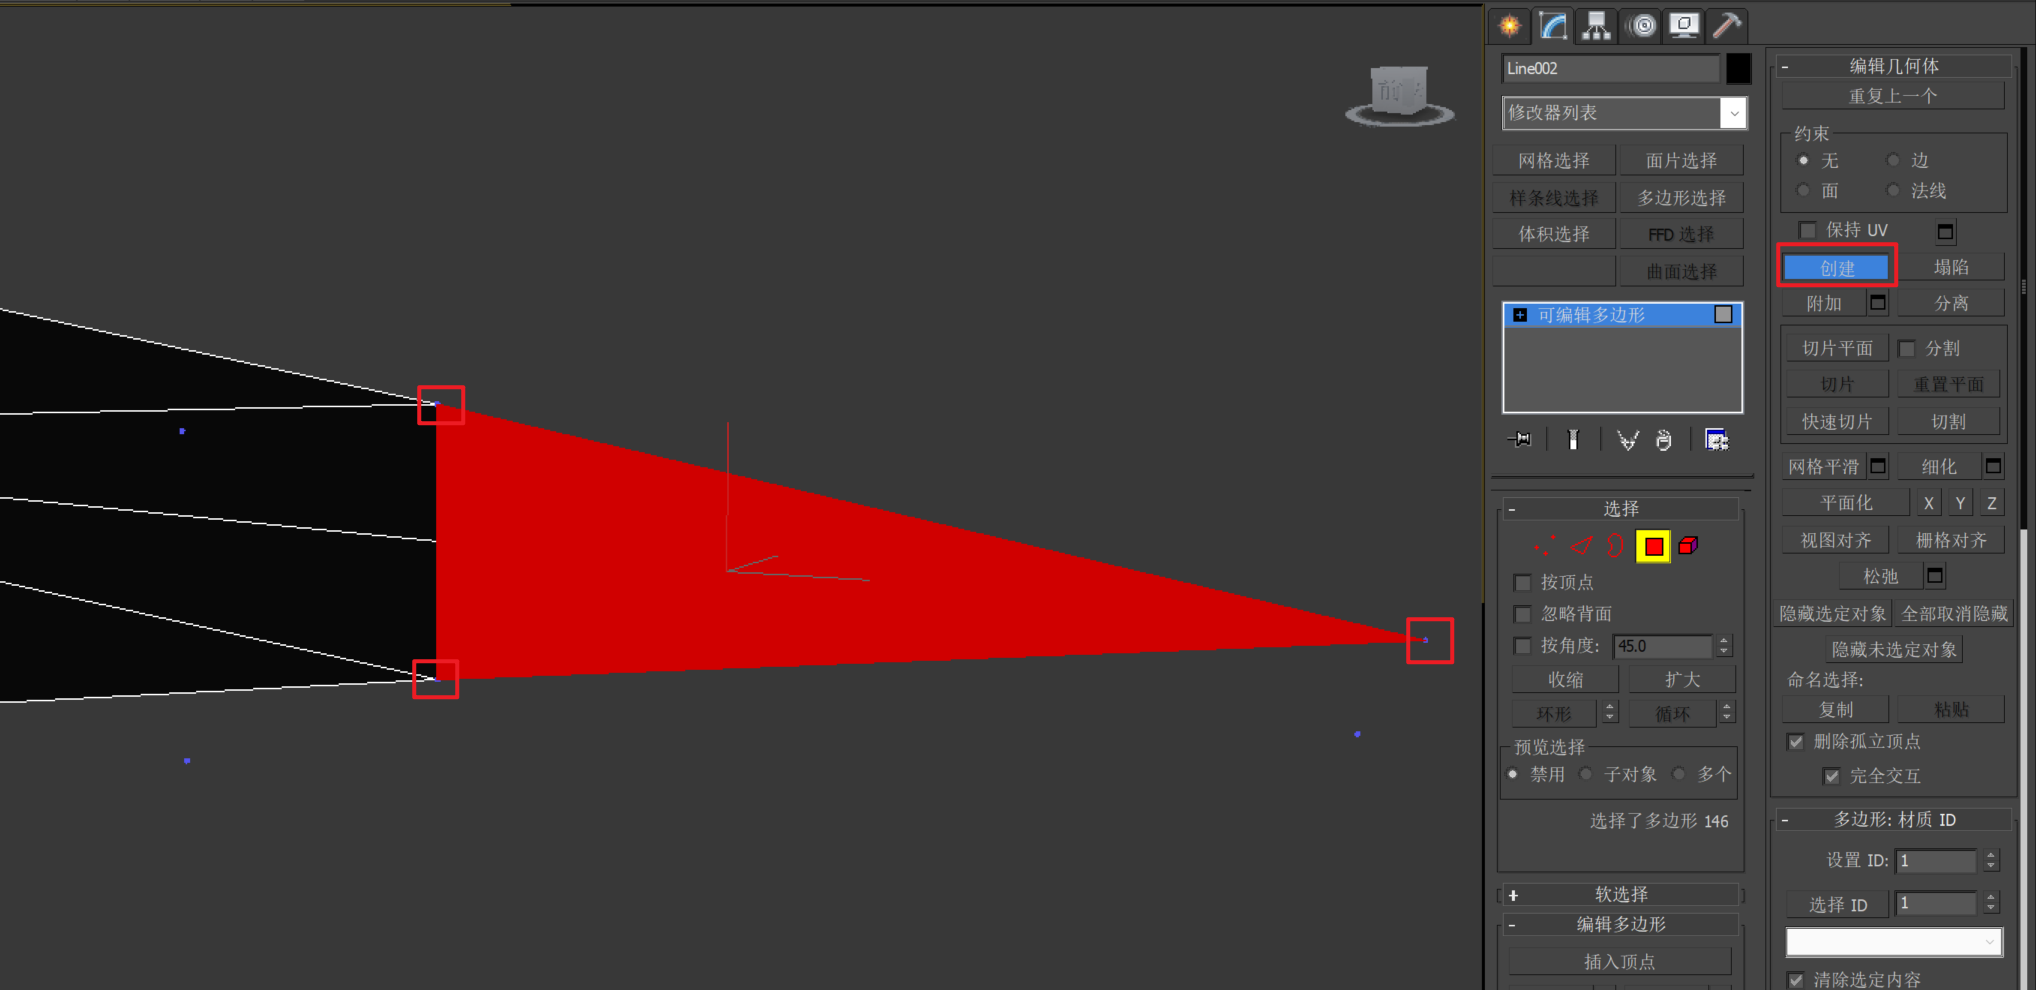 前
Line002
修改器列表
网格选择 面片选择
样条线选择 多边形选择
体积选择 FFD 选择
曲面选择
可编辑多边形
选择
按顶点
忽略背面
按角度: 45.0
收缩 扩大
环形 循环
预览选择
禁用 子对象 多个
选择了多边形 146
软选择
编辑多边形
插入顶点
编辑几何体
重复上一个
约束
无 边
面 法线
保持 UV
创建 塌陷
附加 分离
切片平面 分割
切片 重置平面
快速切片 切割
网格平滑 细化
平面化 X Y Z
视图对齐 栅格对齐
松弛
隐藏选定对象 全部取消隐藏
隐藏未选定对象
命名选择:
复制 粘贴
删除孤立顶点
完全交互
多边形: 材质 ID
设置 ID: 1
选择 ID 1
清除选定内容